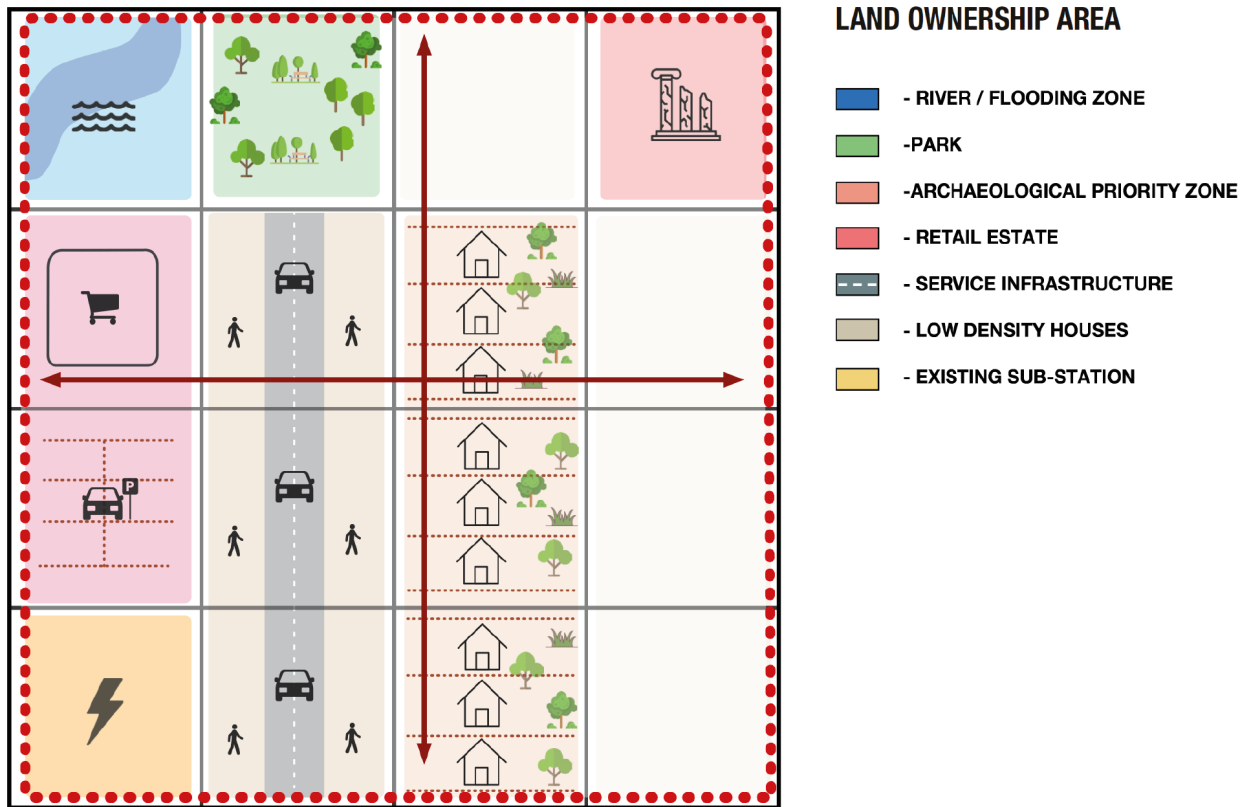 LAND OWNERSHIP AREA
- RIVER / FLOODING ZONE
-PARK
-ARCHAEOLOGICAL PRIORITY ZONE
- RETAIL ESTATE
- SERVICE INFRASTRUCTURE
- LOW DENSITY HOUSES
- EXISTING SUB-STATION
P